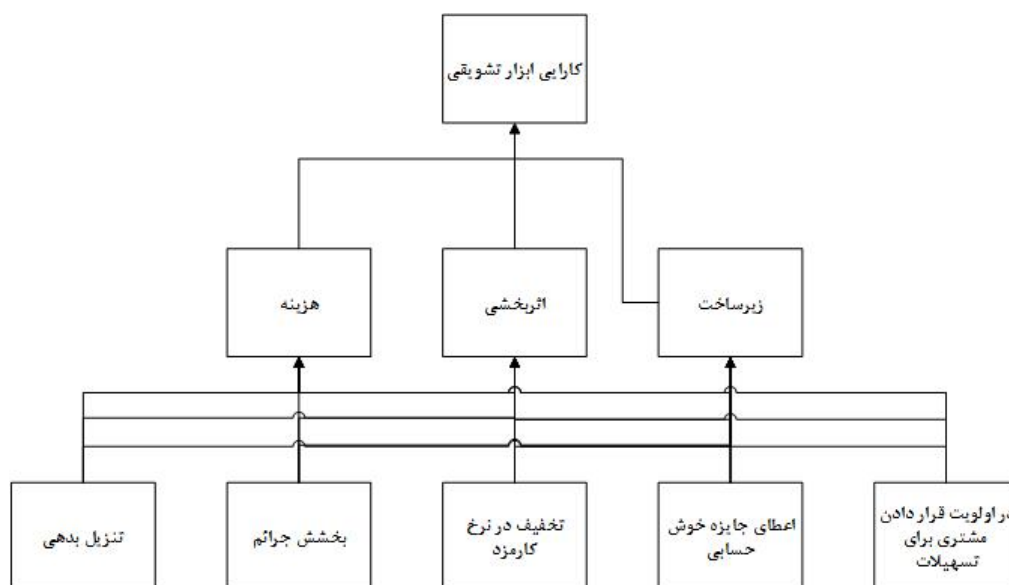 کارایی ابزار تشویقی
زیرساخت
اثربخشی
هزینه
در اولویت قرار دادن
مشتری برای
تسهیلات
اعطای جایزه خوش
حسابی
تخفیف در نرخ
کارمزد
بخشش جرائم
تنزیل بدهی